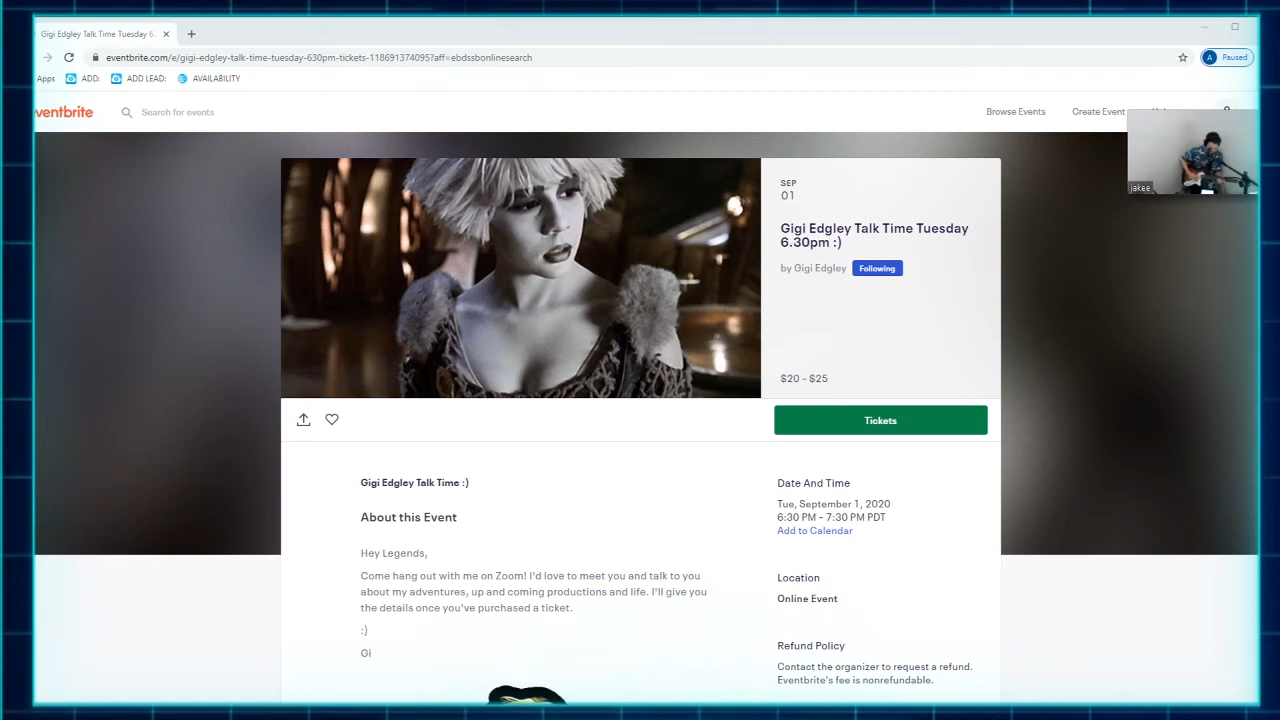 Gigi Edgley Talk Time Tuesday 6.
eventbrite.com/e/gigi-edgley-talk-time-tuesday-630pm-tickets-118691374095?aff=ebdssbonlinesearch
A Paused
Apps ADD: ADD LEAD: AVAILABILITY
ventbrite Search for events Browse Events Create Event
jakee
SEP
01
Gigi Edgley Talk Time Tuesday
6.30pm :)
by Gigi Edgley Following
$20 – $25
Tickets
Gigi Edgley Talk Time :)
About this Event
Hey Legends,
Come hang out with me on Zoom! I'd love to meet you and talk to you
about my adventures, up and coming productions and life. I'll give you
the details once you've purchased a ticket.
:)
Gi
Date And Time
Tue, September 1, 2020
6:30 PM – 7:30 PM PDT
Add to Calendar
Location
Online Event
Refund Policy
Contact the organizer to request a refund.
Eventbrite's fee is nonrefundable.